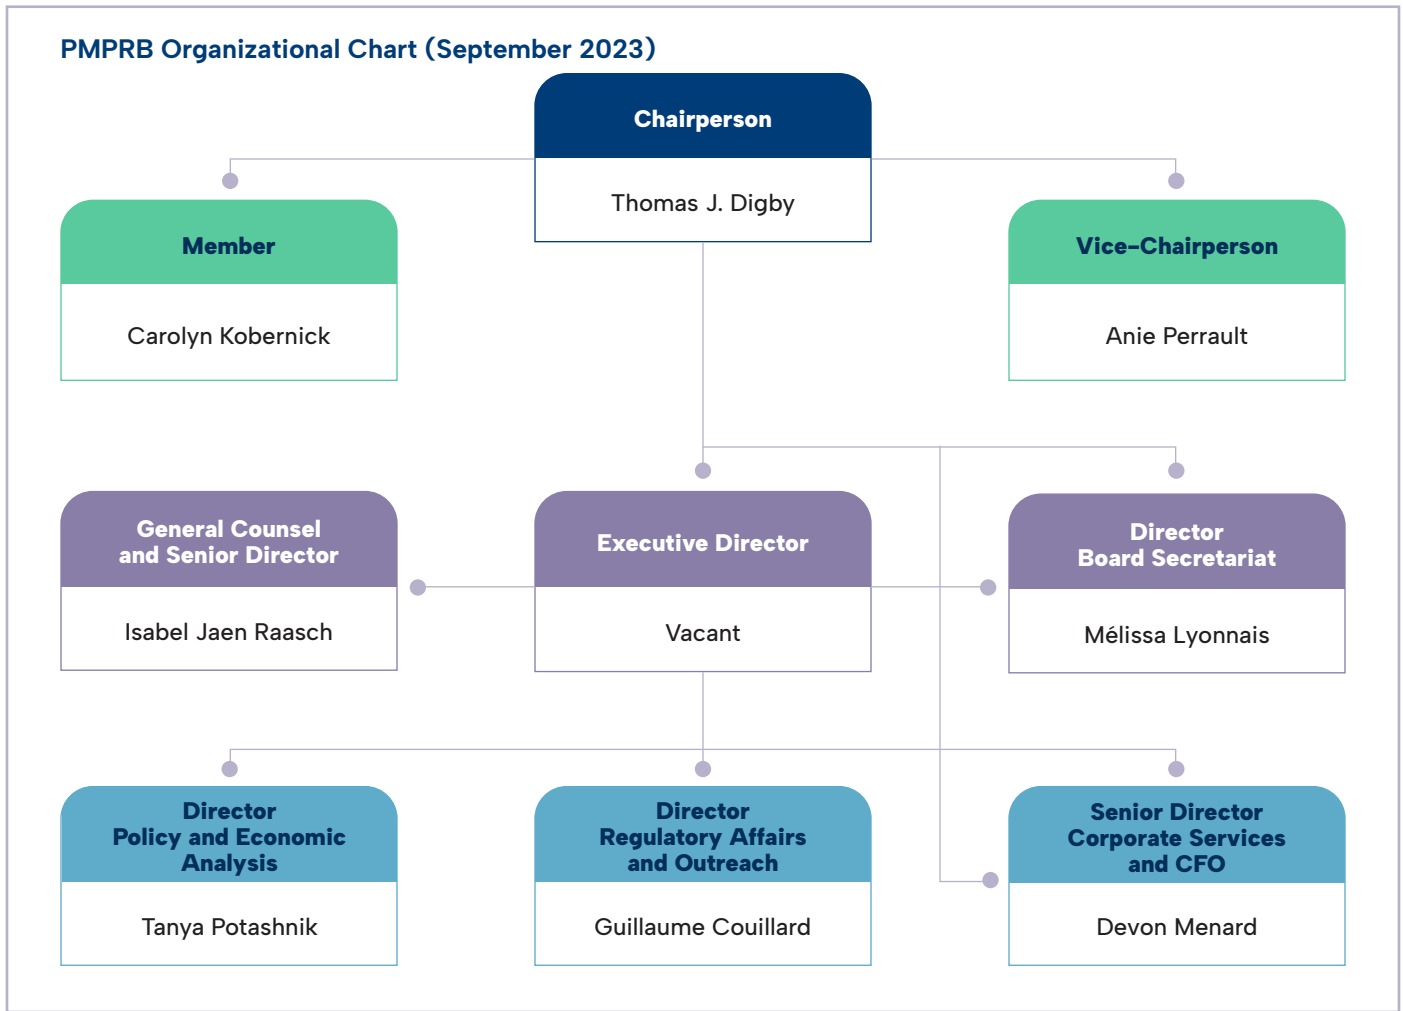 PMPRB Organizational Chart (September 2023)
Chairperson
Thomas J. Digby
Member
Carolyn Kobernick
Vice-Chairperson
Anie Perrault
General Counsel
and Senior Director
Isabel Jaen Raasch
Executive Director
Vacant
Director
Board Secretariat
Mélissa Lyonnais
Director
Policy and Economic
Analysis
Tanya Potashnik
Director
Regulatory Affairs
and Outreach
Guillaume Couillard
Senior Director
Corporate Services
and CFO
Devon Menard